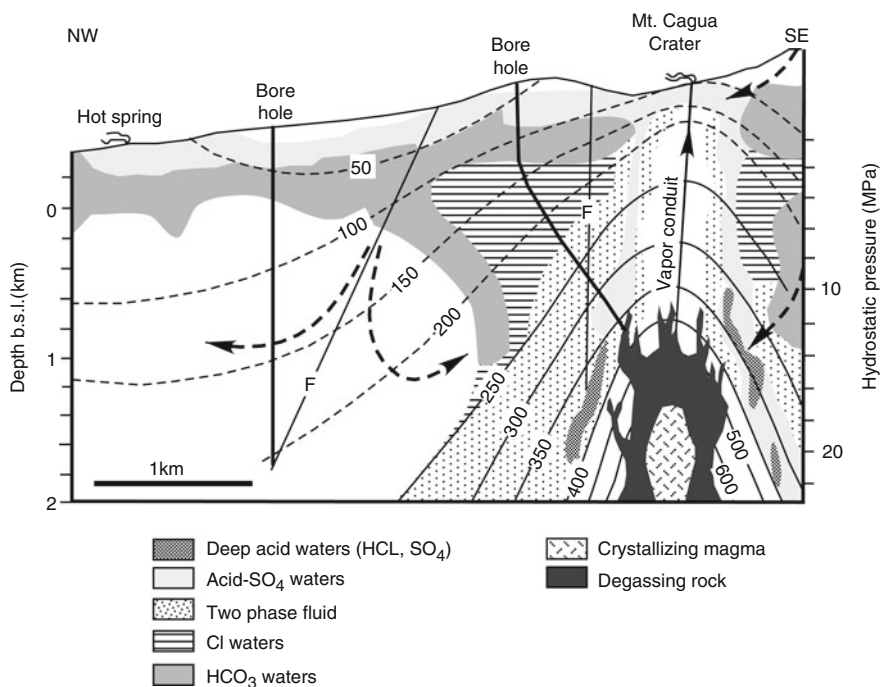 NW
Mt. Cagua
Crater
SE
Bore
hole
Bore
hole
Hot spring
50
0
100
F
150
Vapor conduit
10
200
1
F
250
300
350
400
500
600
20
1km
2
Depth b.s.l.(km)
Hydrostatic pressure (MPa)
Deep acid waters (HCL, SO4)
Acid-SO4 waters
Two phase fluid
Cl waters
HCO3 waters
Crystallizing magma
Degassing rock